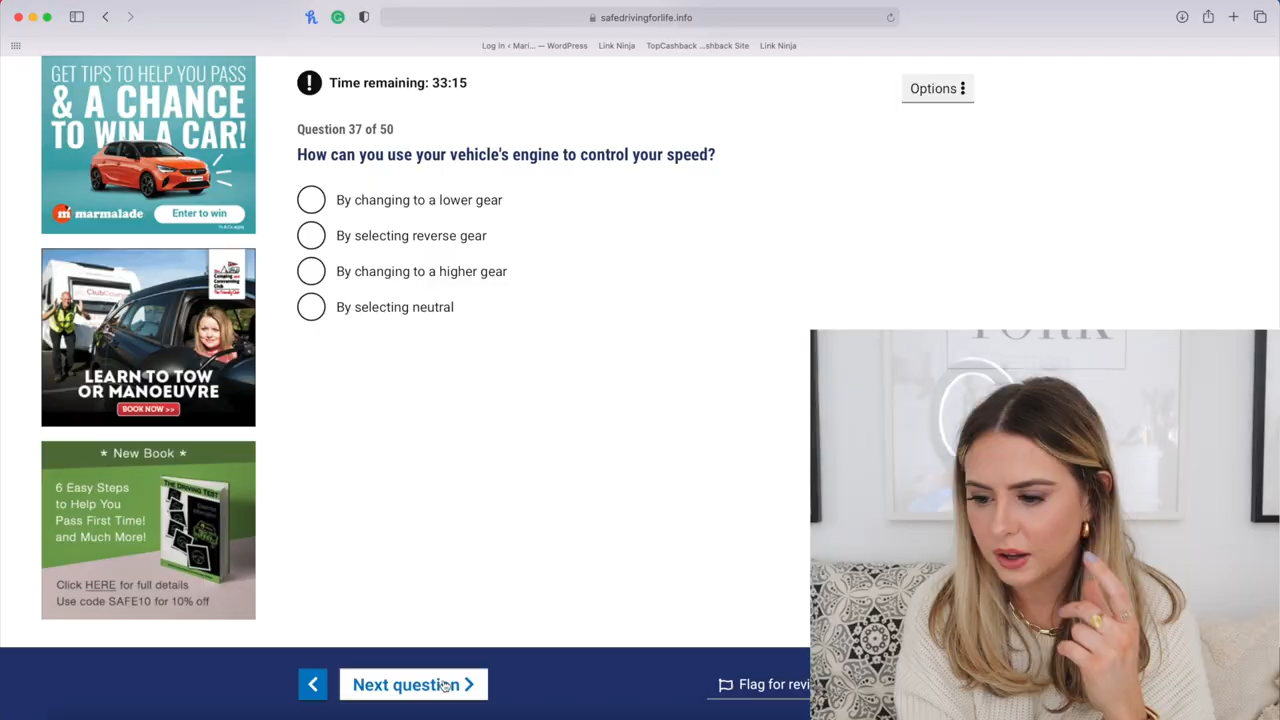 safedrivingforlife.info
Log In < Mari... — WordPress
Link Ninja
TopCashback ...shback Site
Link Ninja
GET TIPS TO HELP YOU PASS
& A CHANCE
TO WIN A CAR!
marmalade
Enter to win
Time remaining: 33:15
Options
Question 37 of 50
How can you use your vehicle's engine to control your speed?
By changing to a lower gear
By selecting reverse gear
By changing to a higher gear
By selecting neutral
LEARN TO TOW
OR MANOEUVRE
BOOK NOW >>
* New Book *
6 Easy Steps
to Help You
Pass First Time!
and Much More!
THE DRIVING TEST
Click HERE for full details
Use code SAFE10 for 10% off
Next question
Flag for revi
YORK